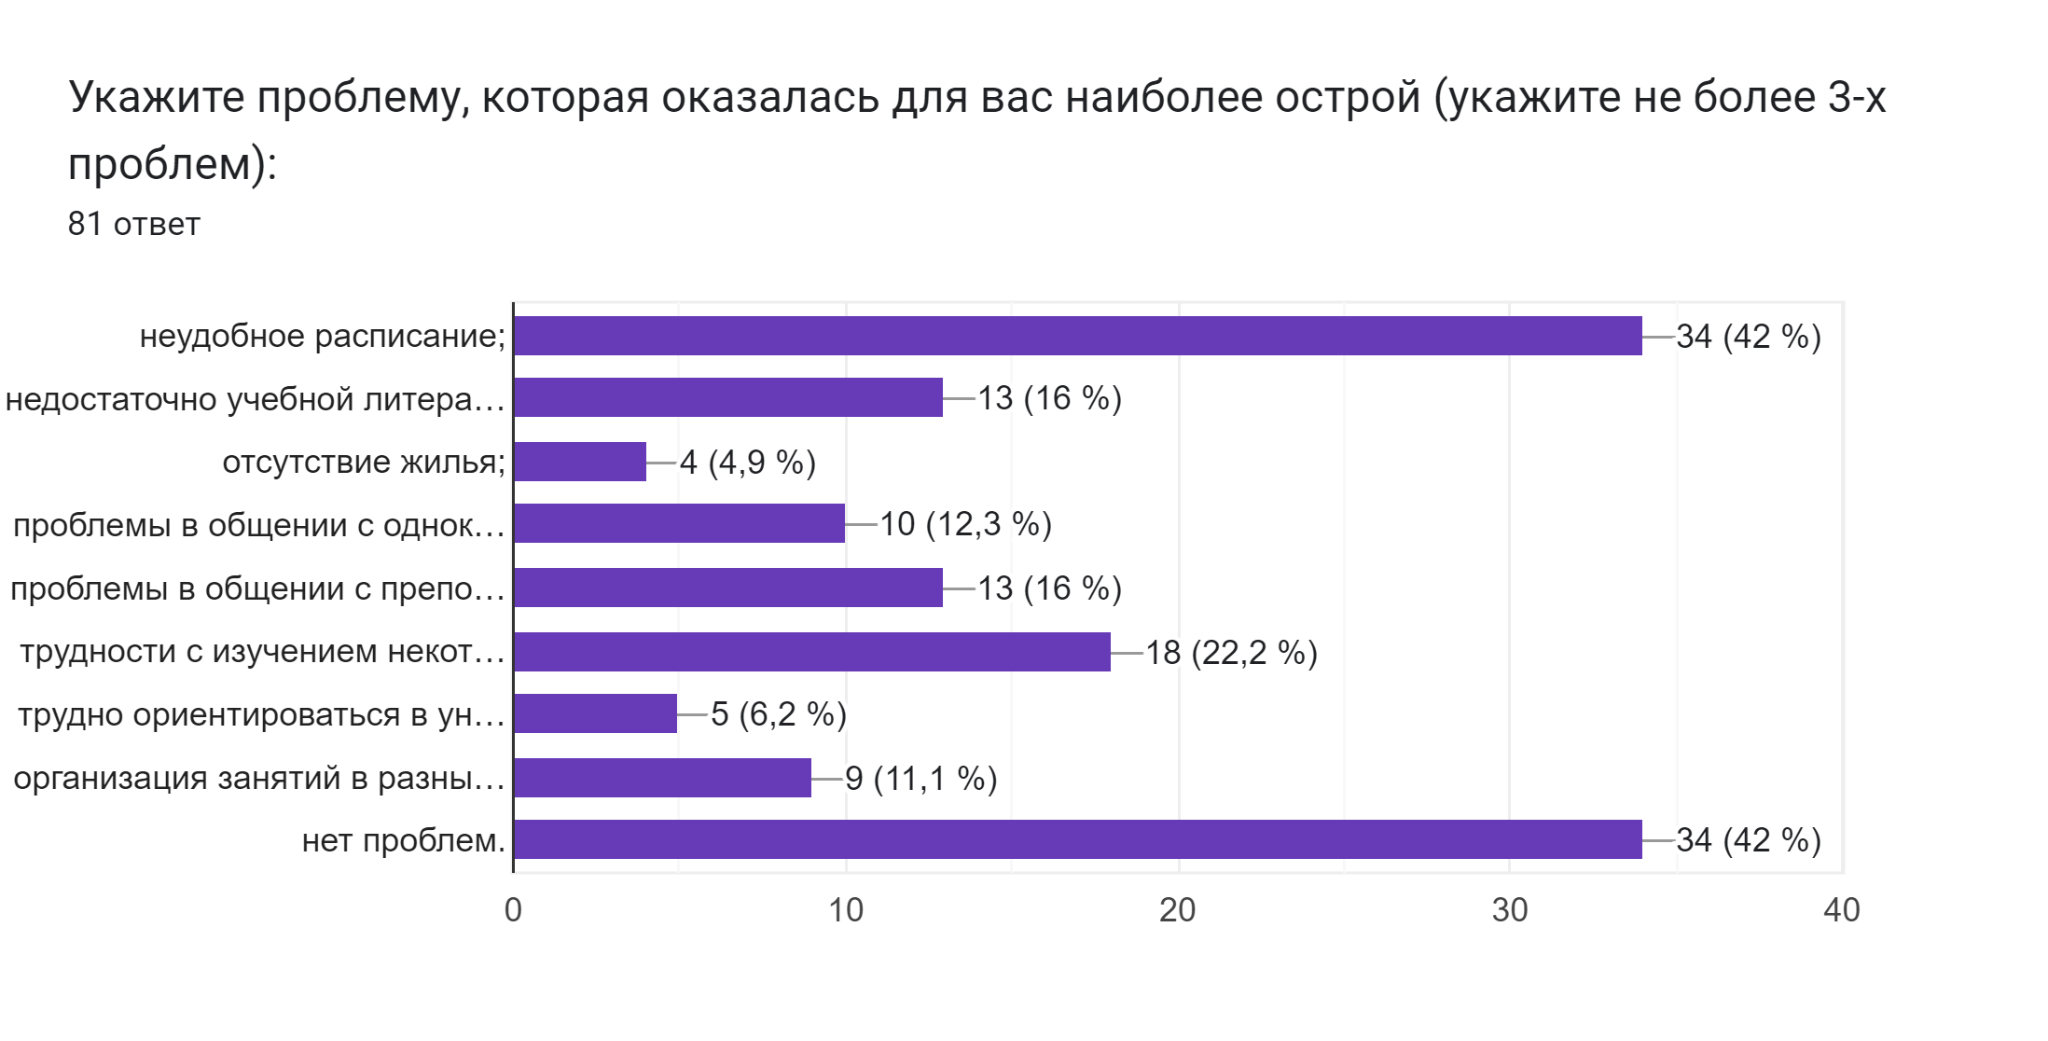 Укажите проблему, которая оказалась для вас наиболее острой (укажите не более 3-х
проблем):
81 ответ
неудобное расписание; 34 (42 %)
недостаточно учебной литера… 13 (16 %)
отсутствие жилья; 4 (4,9 %)
проблемы в общении с однок… 10 (12,3 %)
проблемы в общении с препо… 13 (16 %)
трудности с изучением некот… 18 (22,2 %)
трудно ориентироваться в ун… 5 (6,2 %)
организация занятий в разны… 9 (11,1 %)
нет проблем. 34 (42 %)
0 10 20 30 40